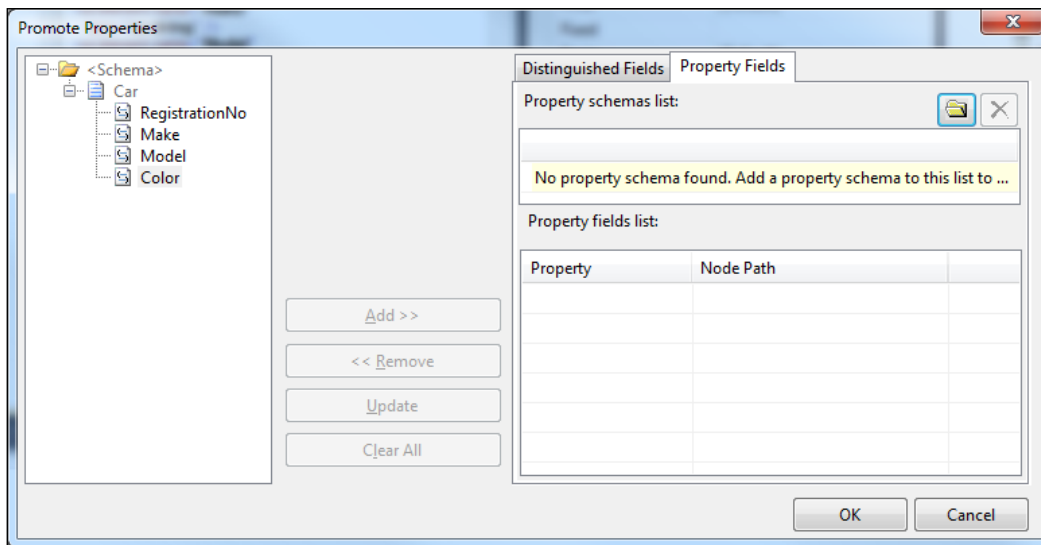 Promote Properties
<Schema>
Car
RegistrationNo
Make
Model
Color
Distinguished Fields
Property Fields
Property schemas list:
No property schema found. Add a property schema to this list to ...
Property fields list:
Property
Node Path
Add >>
<< Remove
Update
Clear All
OK
Cancel